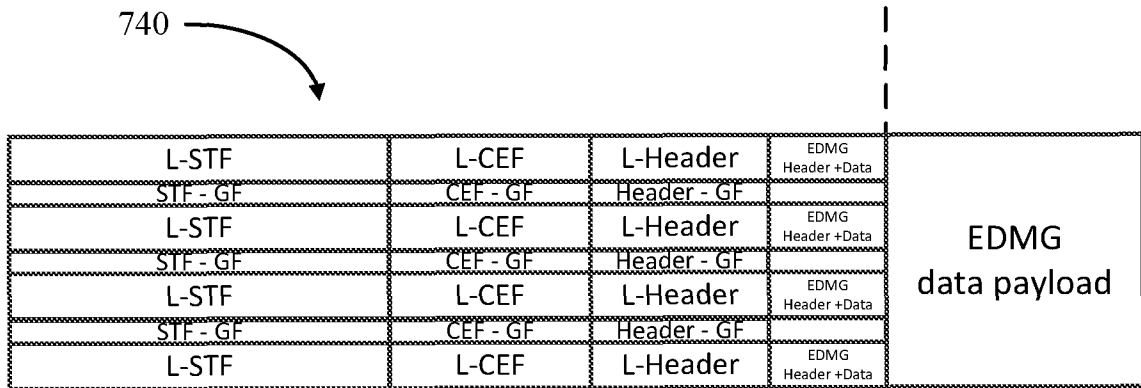 740
L-STF L-CEF L-Header EDMG
Header +Data
STF - GF CEF - GF Header - GF
L-STF L-CEF L-Header EDMG
Header +Data
STF - GF CEF - GF Header - GF
L-STF L-CEF L-Header EDMG
Header +Data
STF - GF CEF - GF Header - GF
L-STF L-CEF L-Header EDMG
Header +Data
EDMG
data payload